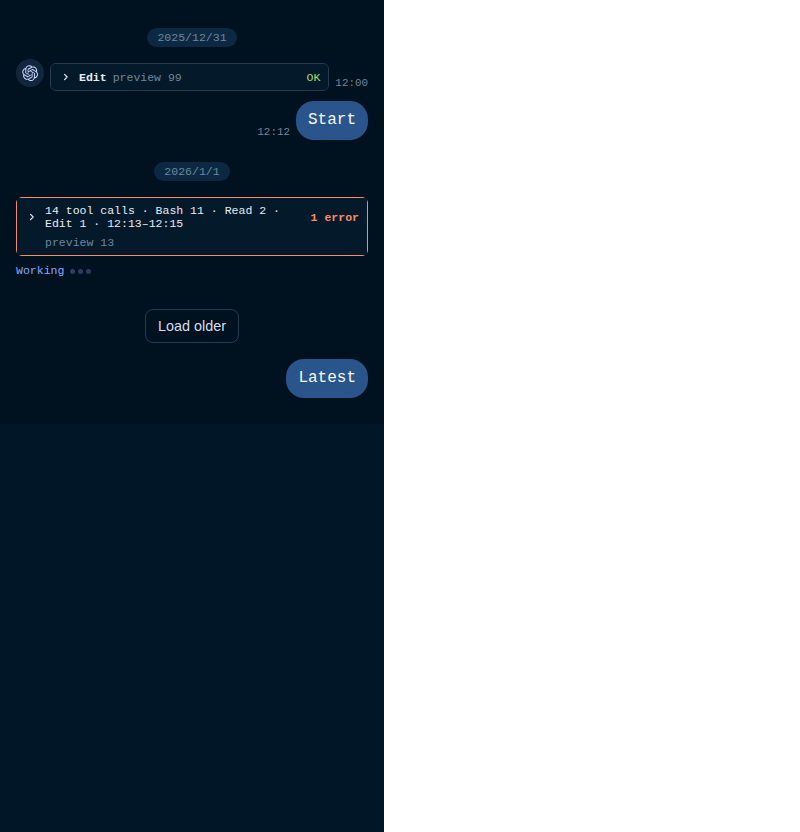 2025/12/31
Edit preview 99 OK
12:00
Start
12:12
2026/1/1
14 tool calls · Bash 11 · Read 2 ·
Edit 1 · 12:13–12:15
1 error
preview 13
Working
Load older
Latest